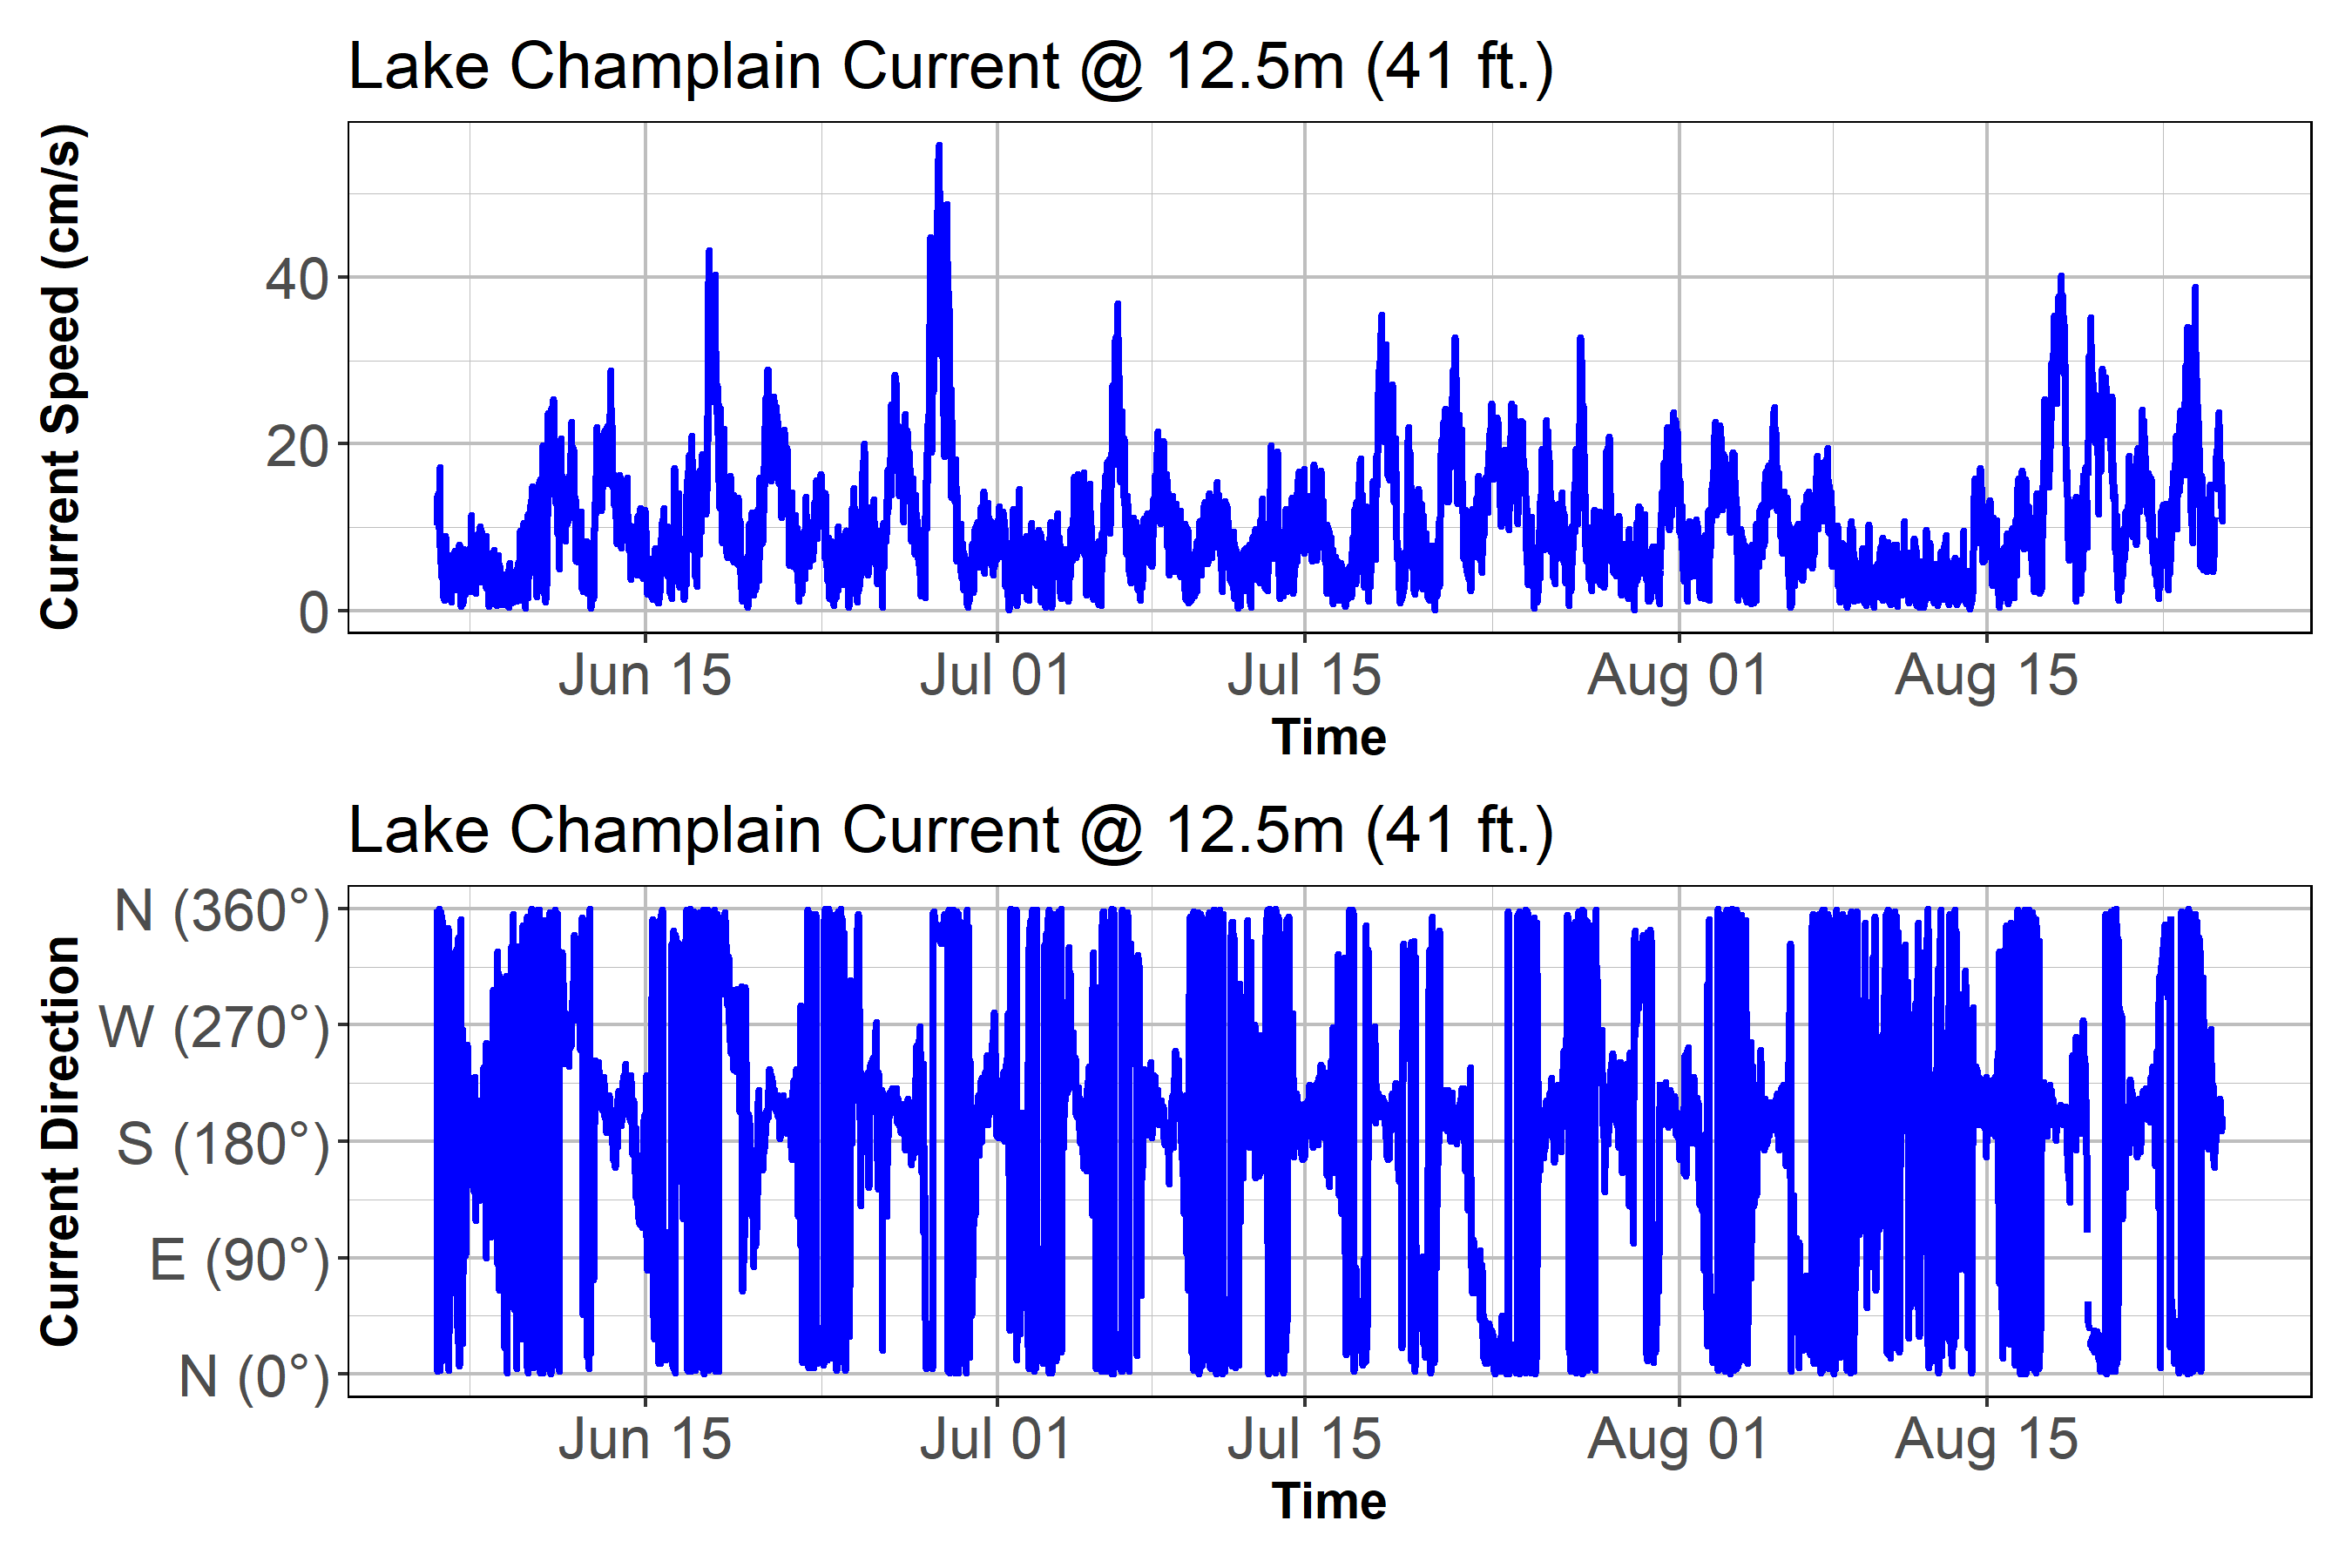 Lake Champlain Current @ 12.5m (41 ft.)
Current Speed (cm/s)
40
20
0
Jun 15 Jul 01 Jul 15 Aug 01 Aug 15
Time
Lake Champlain Current @ 12.5m (41 ft.)
Current Direction
N (360°)
W (270°)
S (180°)
E (90°)
N (0°)
Jun 15 Jul 01 Jul 15 Aug 01 Aug 15
Time